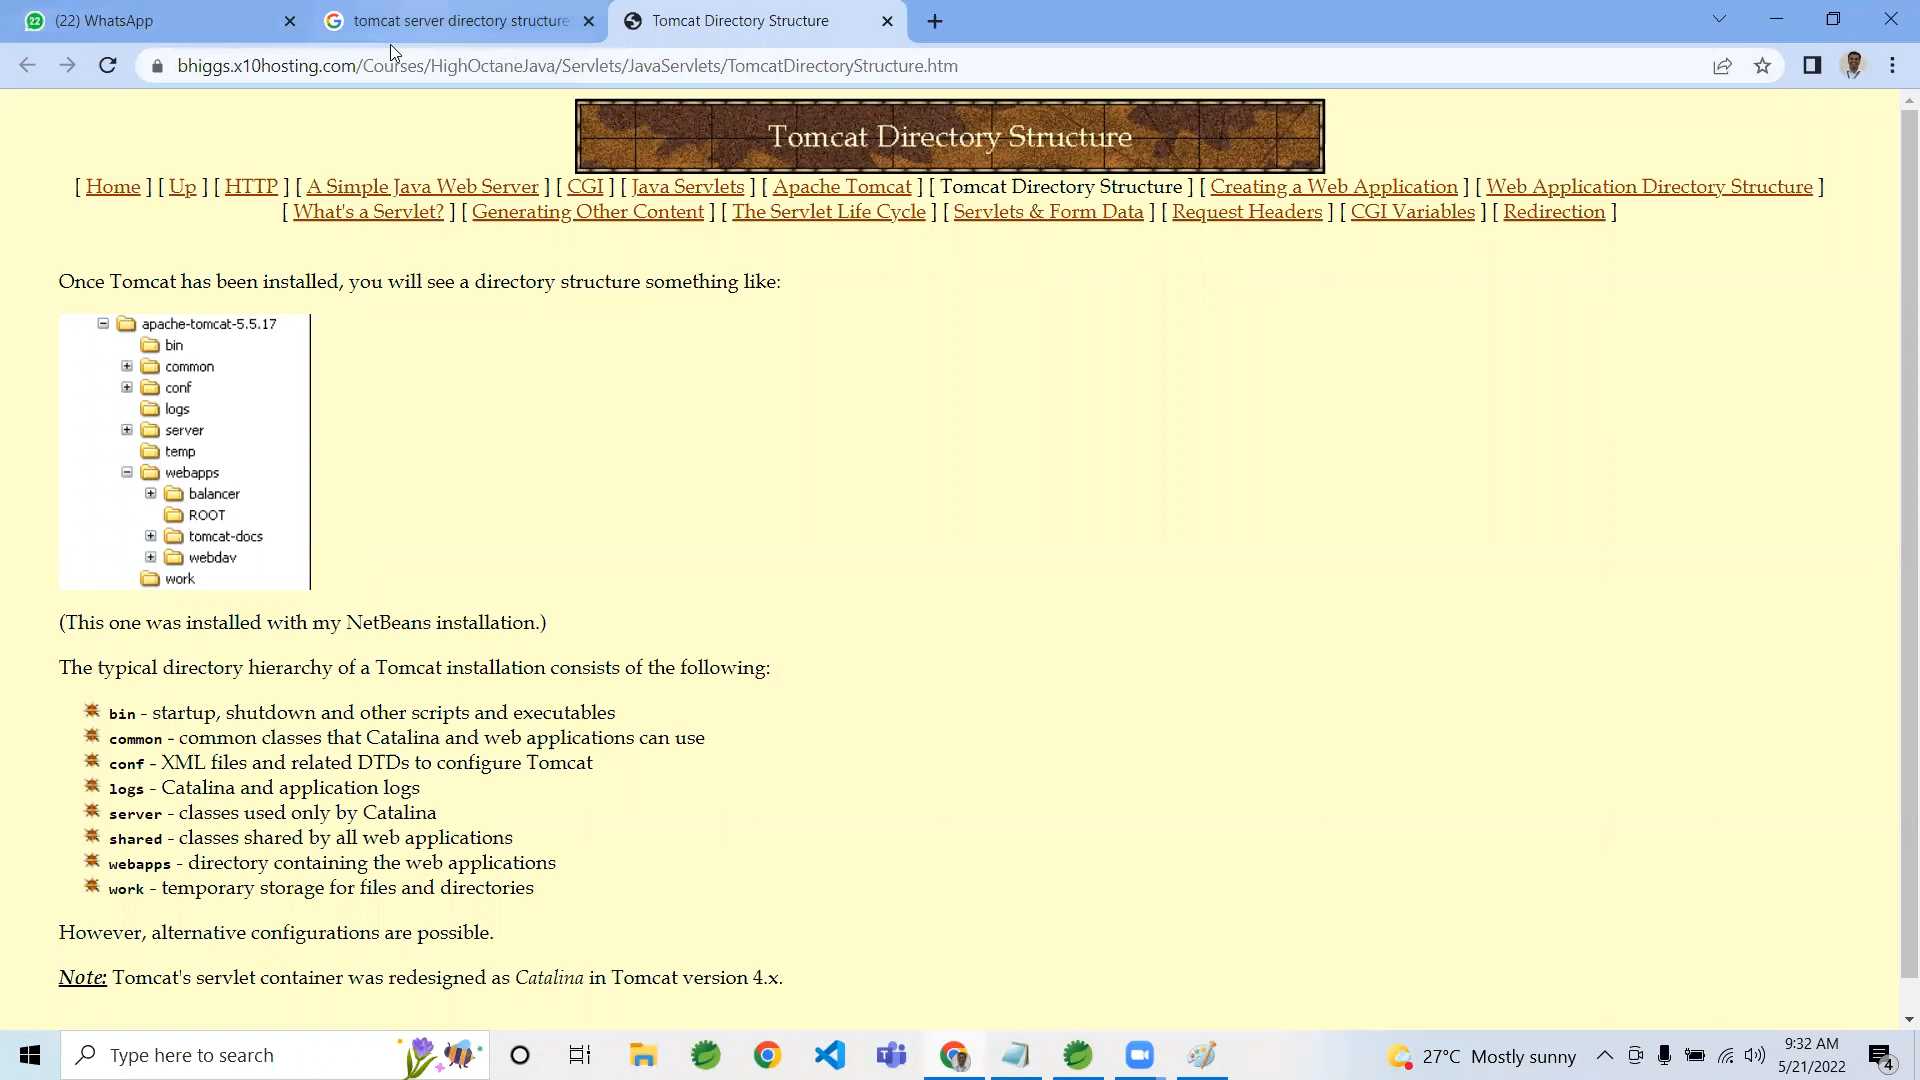 (22) WhatsApp
tomcat server directory structure
Tomcat Directory Structure
bhiggs.x10hosting.com/Courses/HighOctaneJava/Servlets/JavaServlets/TomcatDirectoryStructure.htm
Tomcat Directory Structure
[ Home ] [ Up ] [ HTTP ] [ A Simple Java Web Server ] [ CGI ] [ Java Servlets ] [ Apache Tomcat ] [ Tomcat Directory Structure ] [ Creating a Web Application ] [ Web Application Directory Structure ]
[ What's a Servlet? ] [ Generating Other Content ] [ The Servlet Life Cycle ] [ Servlets & Form Data ] [ Request Headers ] [ CGI Variables ] [ Redirection ]
Once Tomcat has been installed, you will see a directory structure something like:
apache-tomcat-5.5.17
bin
common
conf
logs
server
temp
webapps
balancer
ROOT
tomcat-docs
webdav
work
(This one was installed with my NetBeans installation.)
The typical directory hierarchy of a Tomcat installation consists of the following:
bin - startup, shutdown and other scripts and executables
common - common classes that Catalina and web applications can use
conf - XML files and related DTDs to configure Tomcat
logs - Catalina and application logs
server - classes used only by Catalina
shared - classes shared by all web applications
webapps - directory containing the web applications
work - temporary storage for files and directories
However, alternative configurations are possible.
Note: Tomcat's servlet container was redesigned as Catalina in Tomcat version 4.x.
Type here to search
27°C Mostly sunny
9:32 AM
5/21/2022
4